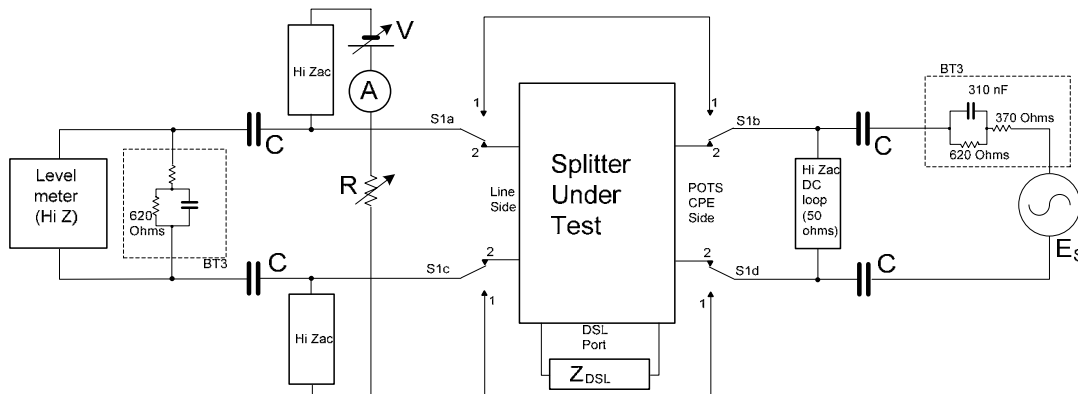 V
Hi Zac
A
R
C
Level
meter
(Hi Z)
620
Ohms
BT3
C
Hi Zac
S1a
1
2
Line
Side
S1c
2
1
Splitter
Under
Test
DSL
Port
ZDSL
POTS
CPE
Side
1
2
S1b
2
1
S1d
C
Hi Zac
DC
loop
(50
ohms)
C
BT3
310 nF
370 Ohms
620 Ohms
ES